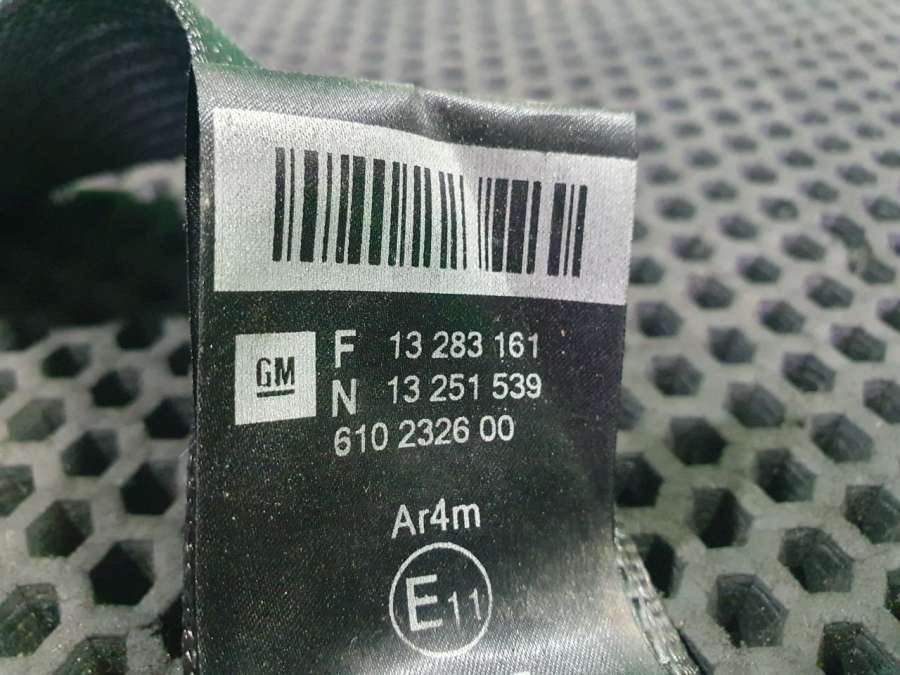 GM
F 13 283 161
N 13 251 539
610 2326 00
Ar4m
E11